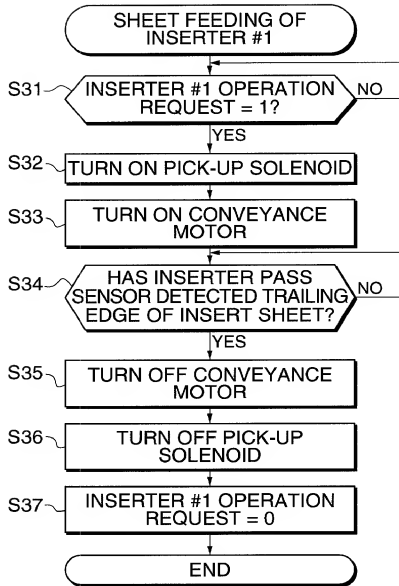 SHEET FEEDING OF
INSERTER #1
S31
INSERTER #1 OPERATION
REQUEST = 1?
NO
YES
S32
TURN ON PICK-UP SOLENOID
S33
TURN ON CONVEYANCE
MOTOR
S34
HAS INSERTER PASS
SENSOR DETECTED TRAILING
EDGE OF INSERT SHEET?
NO
YES
S35
TURN OFF CONVEYANCE
MOTOR
S36
TURN OFF PICK-UP
SOLENOID
S37
INSERTER #1 OPERATION
REQUEST = 0
END